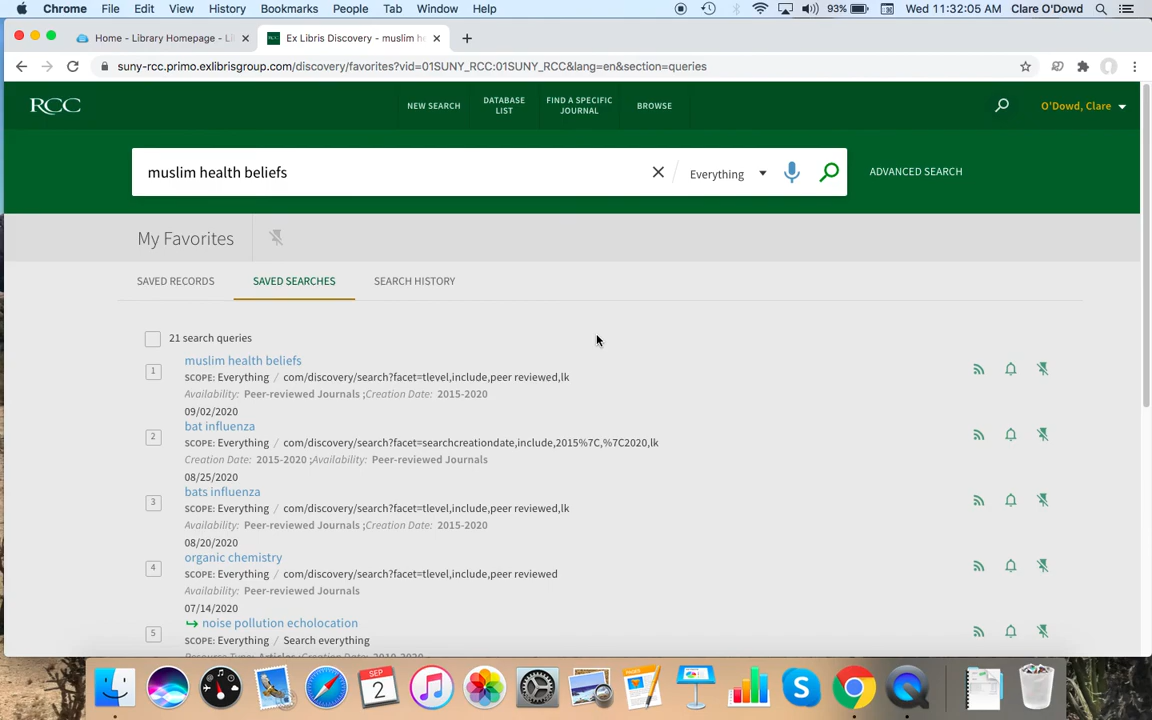 Chrome File Edit View History Bookmarks People Tab Window Help 93% Wed 11:32:05 AM Clare O'Dowd
Home - Library Homepage - Li
Ex Libris Discovery - muslim he
suny-rcc.primo.exlibrisgroup.com/discovery/favorites?vid=01SUNY_RCC:01SUNY_RCC&lang=en&section=queries
RCC
NEW SEARCH
DATABASE LIST
FIND A SPECIFIC JOURNAL
BROWSE
O'Dowd, Clare
muslim health beliefs
Everything
ADVANCED SEARCH
My Favorites
SAVED RECORDS SAVED SEARCHES SEARCH HISTORY
21 search queries
1 muslim health beliefs
SCOPE: Everything / com/discovery/search?facet=tlevel,include,peer reviewed,lk
Availability: Peer-reviewed Journals ;Creation Date: 2015-2020
09/02/2020
2 bat influenza
SCOPE: Everything / com/discovery/search?facet=searchcreationdate,include,2015%7C,%7C2020,lk
Creation Date: 2015-2020 ;Availability: Peer-reviewed Journals
08/25/2020
3 bats influenza
SCOPE: Everything / com/discovery/search?facet=tlevel,include,peer reviewed,lk
Availability: Peer-reviewed Journals ;Creation Date: 2015-2020
08/20/2020
4 organic chemistry
SCOPE: Everything / com/discovery/search?facet=tlevel,include,peer reviewed
Availability: Peer-reviewed Journals
07/14/2020
5 noise pollution echolocation
SCOPE: Everything / Search everything
SEP
2